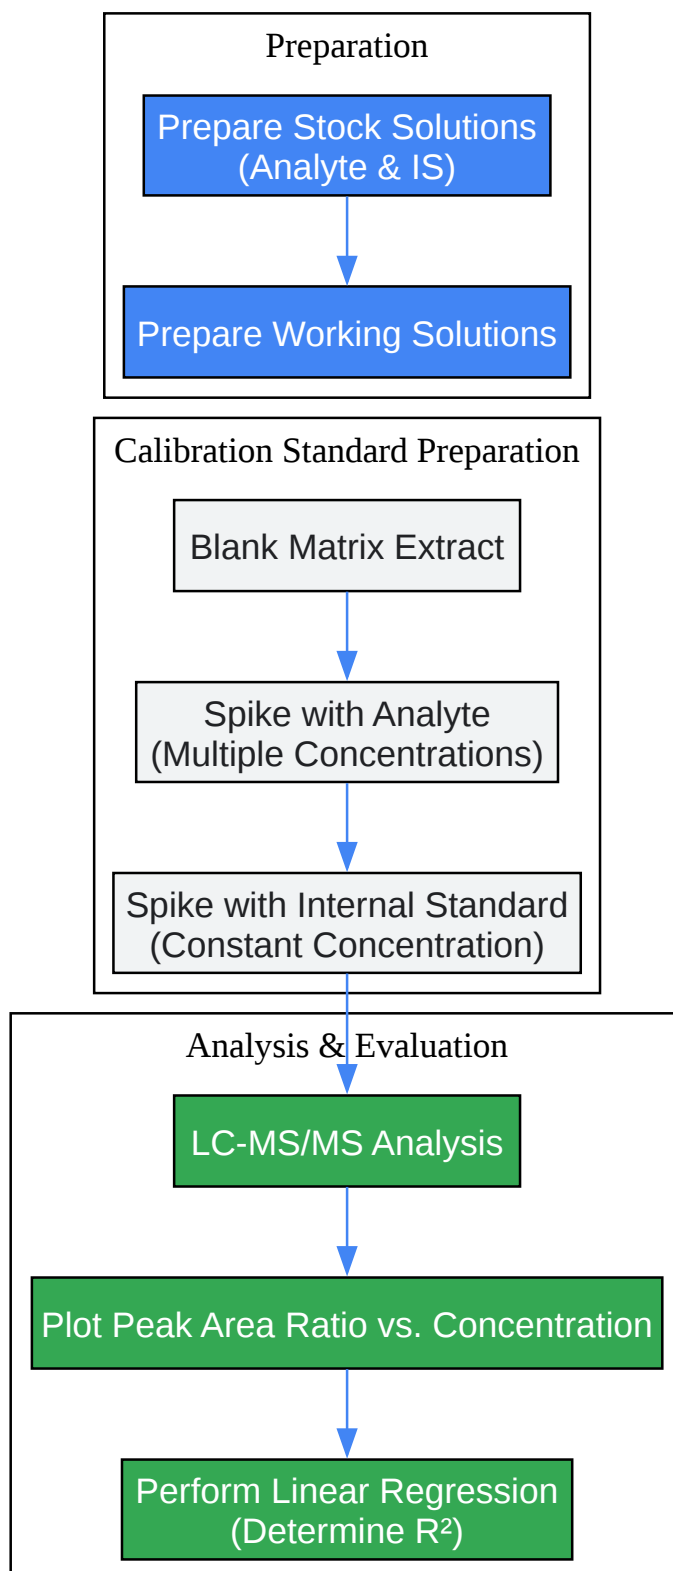 Preparation
Prepare Stock Solutions
(Analyte & IS)
Prepare Working Solutions
Calibration Standard Preparation
Blank Matrix Extract
Spike with Analyte
(Multiple Concentrations)
Spike with Internal Standard
(Constant Concentration)
Analysis & Evaluation
LC-MS/MS Analysis
Plot Peak Area Ratio vs. Concentration
Perform Linear Regression
(Determine R²)